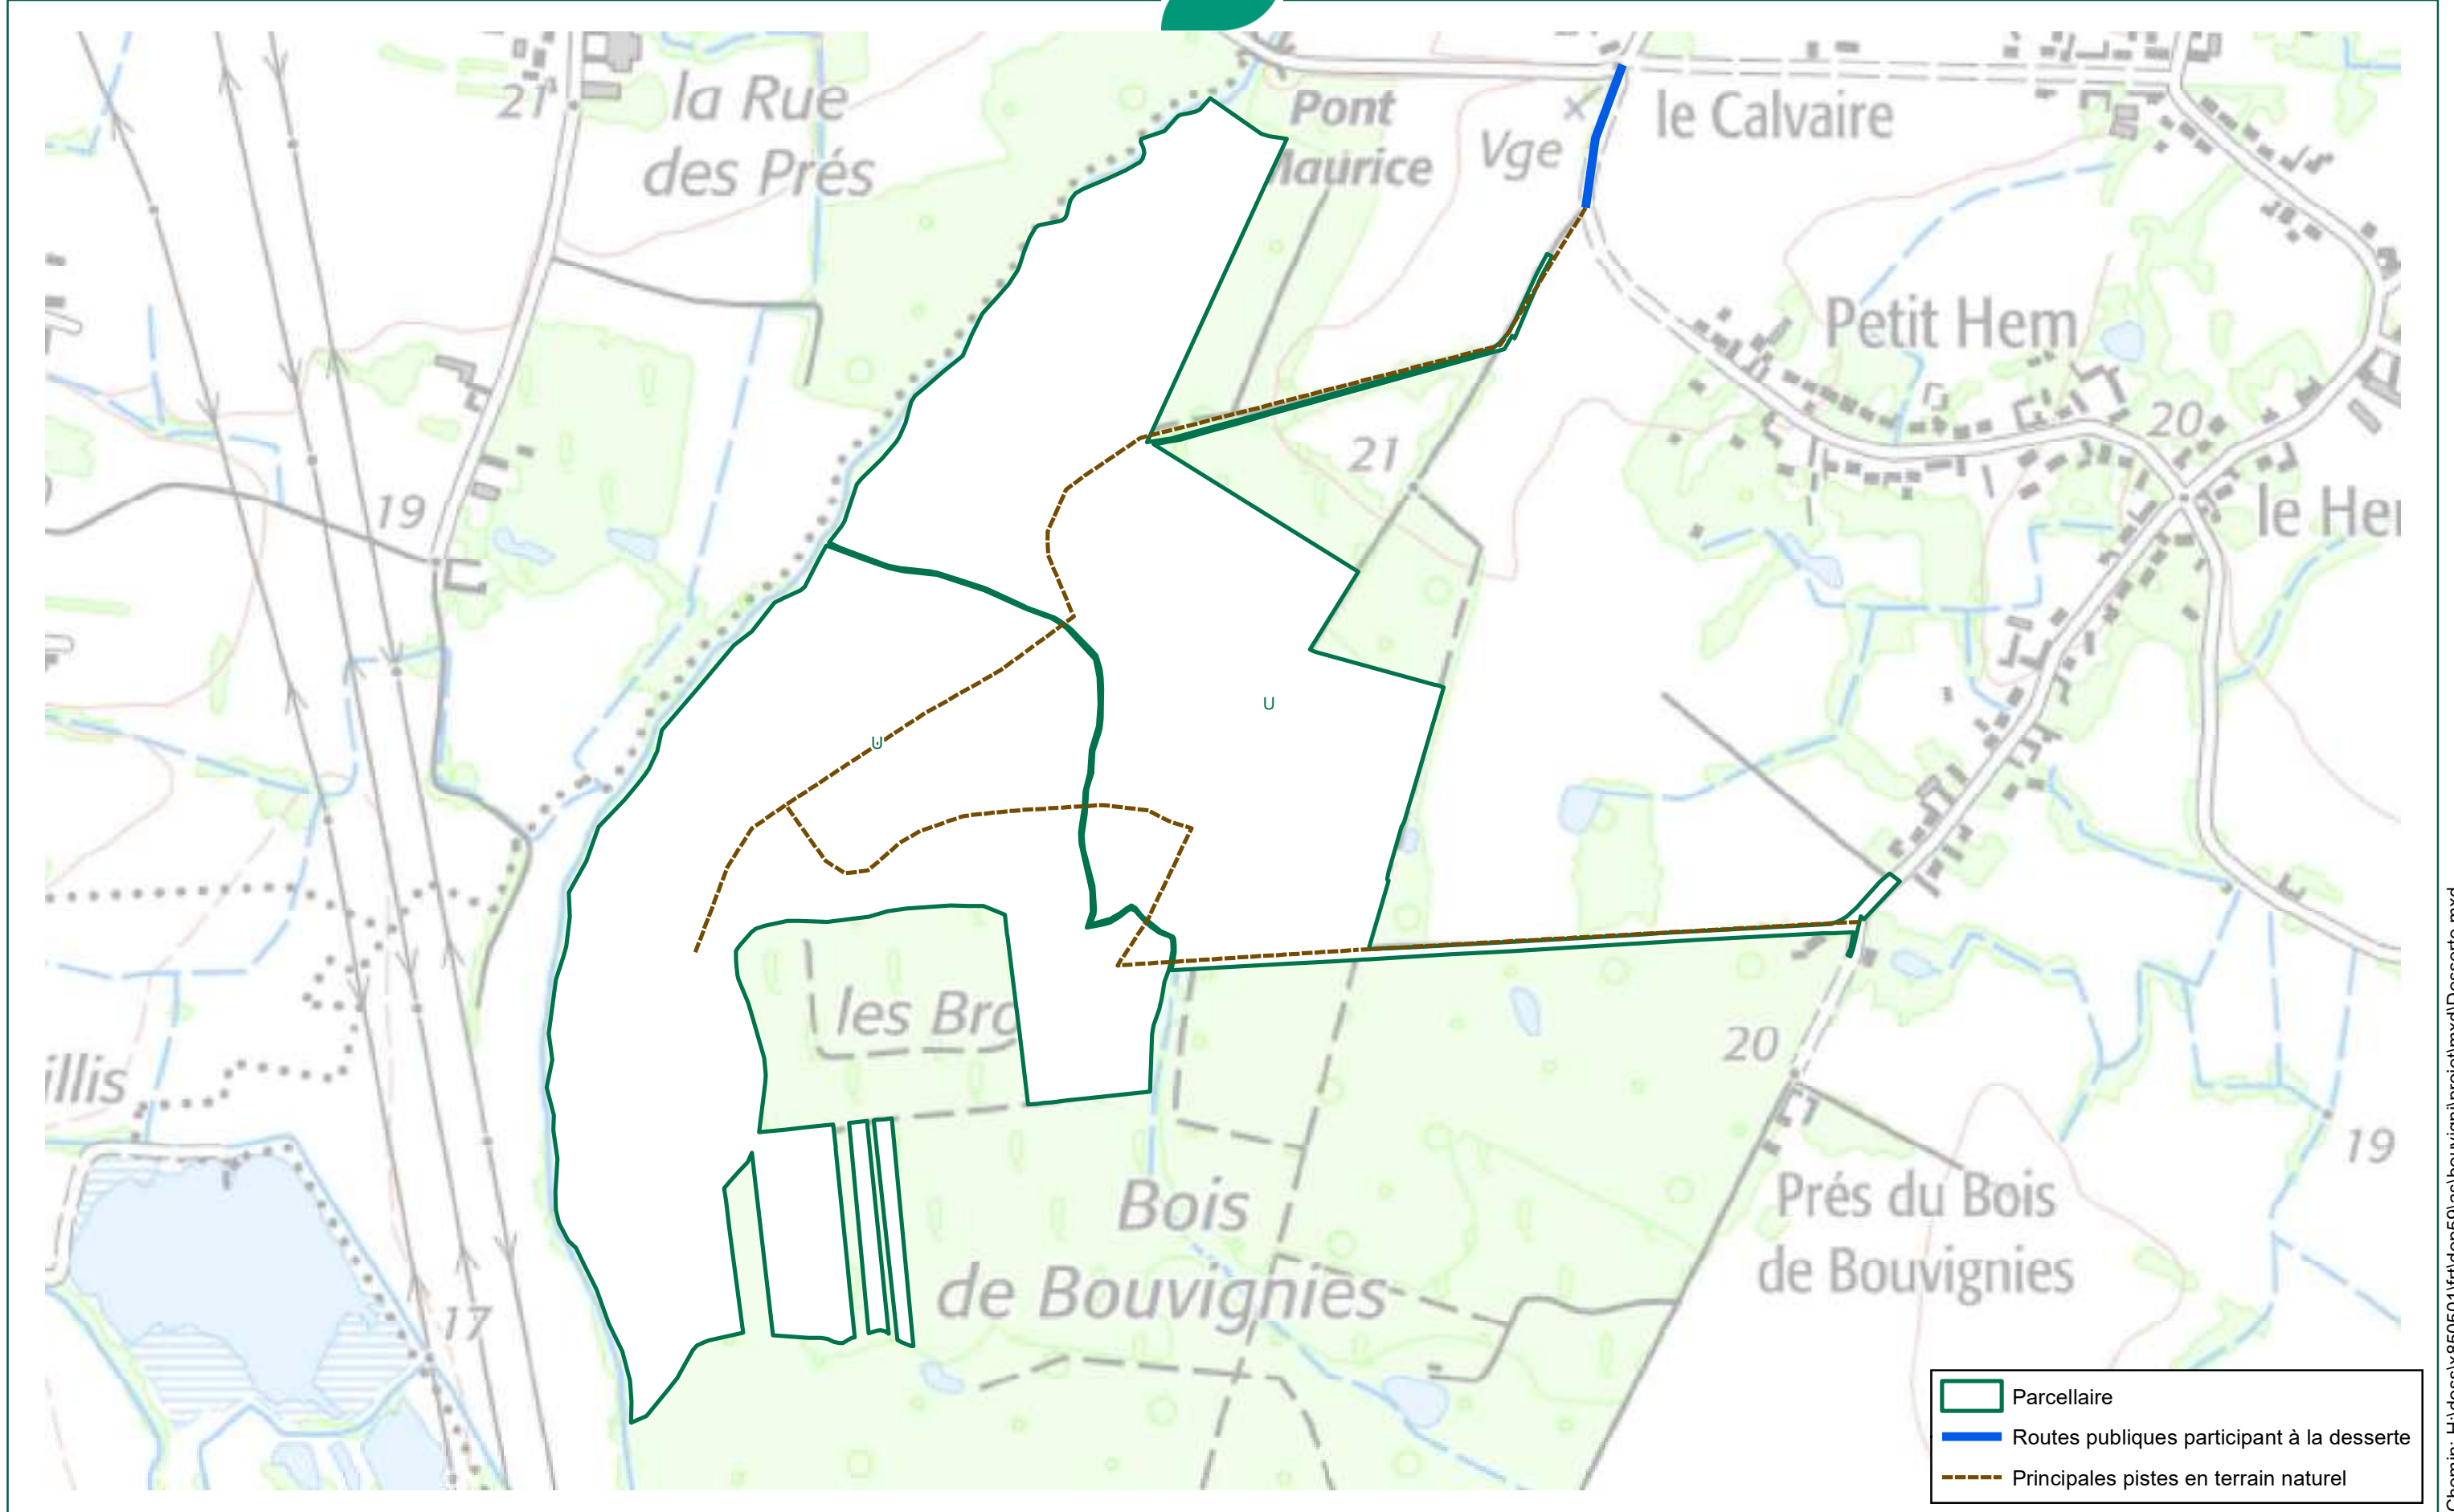 la Rue
des Prés
21
Pont
Maurice
Vge
le Calvaire
Petit Hem
20
le Her
21
19
U
U
les Bro
illis
20
19
17
Bois
de Bouvignies
Prés du Bois
de Bouvignies
Parcellaire
Routes publiques participant à la desserte
Principales pistes en terrain naturel